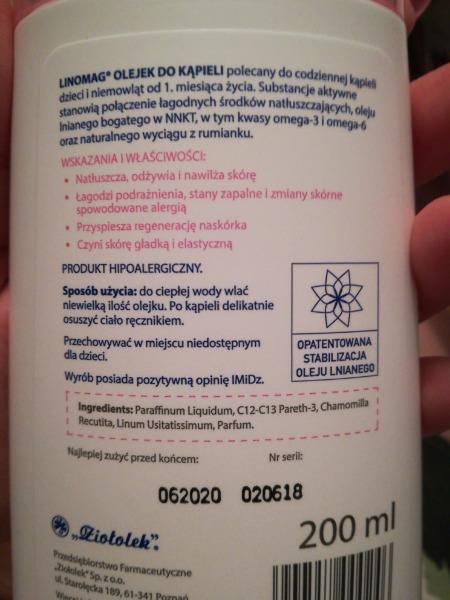 LINOMAG® OLEJEK DO KĄPIELI polecany do codziennej kąpieli
dzieci i niemowląt od 1. miesiąca życia. Substancje aktywne
stanowią połączenie łagodnych środków natłuszczających, oleju
lnianego bogatego w NNKT, w tym kwasy omega-3 i omega-6
oraz naturalnego wyciągu z rumianku.
WSKAZANIA I WŁAŚCIWOŚCI:
• Natłuszcza, odżywia i nawilża skórę
• Łagodzi podrażnienia, stany zapalne i zmiany skórne
spowodowane alergią
• Przyspiesza regenerację naskórka
• Czyni skórę gładką i elastyczną
PRODUKT HIPOALERGICZNY.
Sposób użycia: do ciepłej wody wlać
niewielką ilość olejku. Po kąpieli delikatnie
osuszyć ciało ręcznikiem.
Przechowywać w miejscu niedostępnym
dla dzieci.
Wyrób posiada pozytywną opinię IMiDz.
OPATENTOWANA
STABILIZACJA
OLEJU LNIANEGO
Ingredients: Paraffinum Liquidum, C12-C13 Pareth-3, Chamomilla
Recutita, Linum Usitatissimum, Parfum.
Najlepiej zużyć przed końcem: Nr serii:
062020 020618
„Ziołolek”.
200 ml
Przedsiębiorstwo Farmaceutyczne
„Ziołolek” Sp. z o.o.
ul. Starołęcka 189, 61-341 Poznań